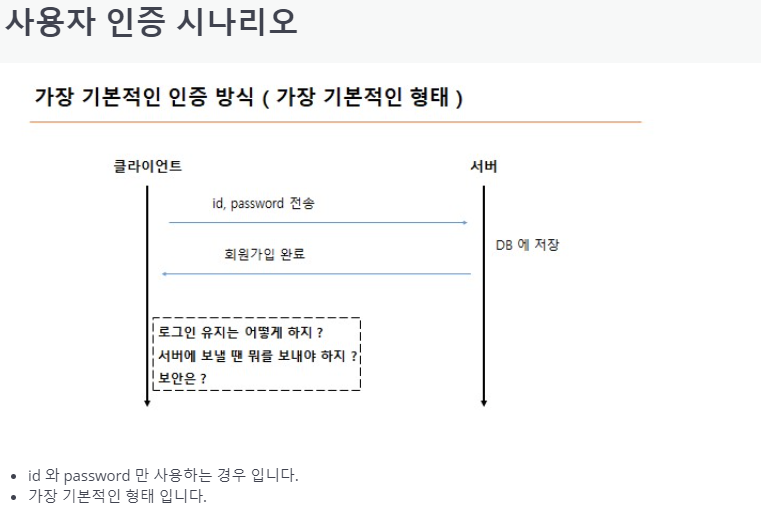 사용자 인증 시나리오
가장 기본적인 인증 방식 ( 가장 기본적인 형태 )
클라이언트
서버
id, password 전송
DB 에 저장
회원가입 완료
로그인 유지는 어떻게 하지 ?
서버에 보낼 땐 뭐를 보내야 하지 ?
보안은 ?
id 와 password 만 사용하는 경우 입니다.
가장 기본적인 형태 입니다.